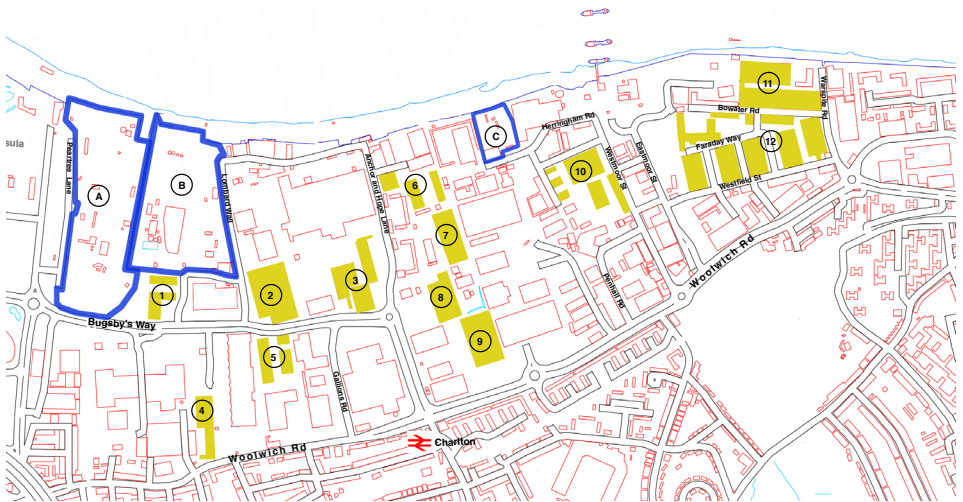 11
Warspite Rd
Bowater Rd
C
Herringham Rd
sula
Peartree Lane
Faraday Way
12
Anchor and Hope Lane
Westmoor St
Eastmoor St
10
B
6
Westfield St
A
Lombard Wall
7
Woolwich Rd
3
1
2
8
Penhall Rd
Bugsby's Way
9
5
Gallions Rd
4
Charlton
Woolwich Rd